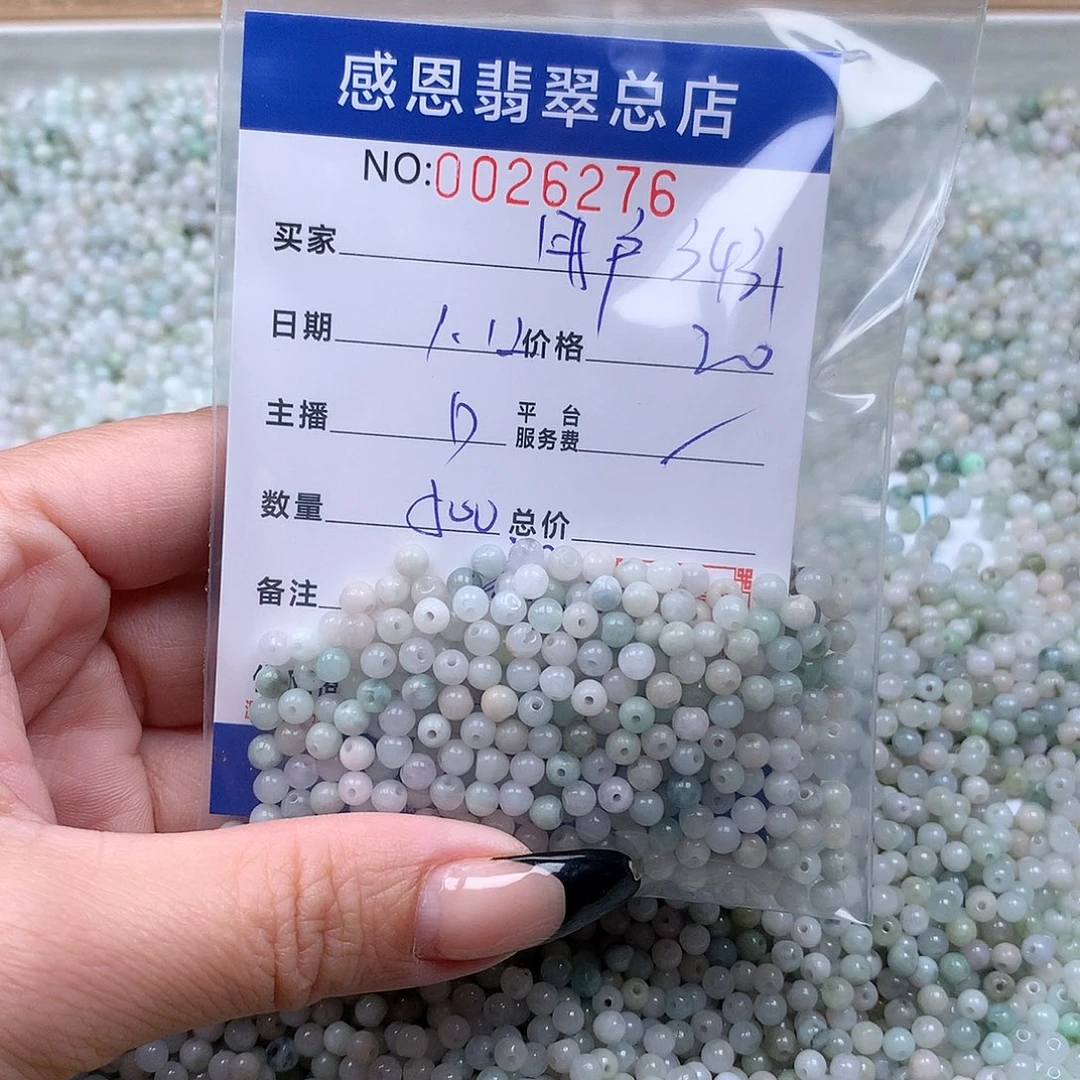 感恩翡翠总店
NO:0026276
买家 用户3431
日期 1.12 价格 20
主播 平台服务费 /
数量 总价
备注